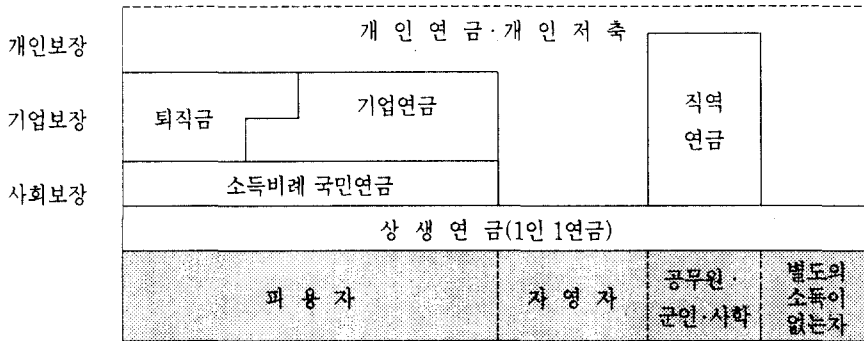 개인연금·개인저축
개인보장
퇴직금
기업연금
직역
연금
기업보장
소득비례 국민연금
사회보장
상생연금(1인 1연금)
피용자
자영자
공무원·
군인·사학
별도의
소득이
없는자